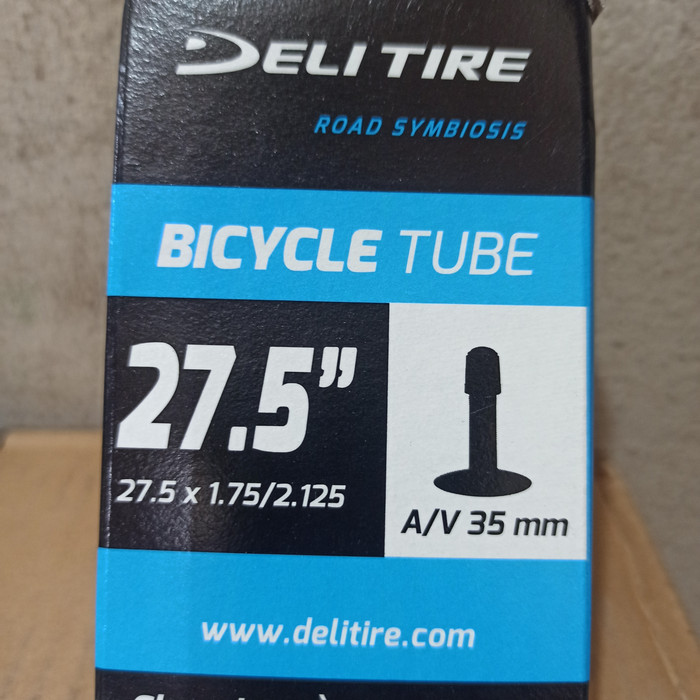 DELI TIRE
ROAD SYMBIOSIS
BICYCLE TUBE
27.5”
27.5 x 1.75/2.125
A/V 35 mm
www.delitire.com